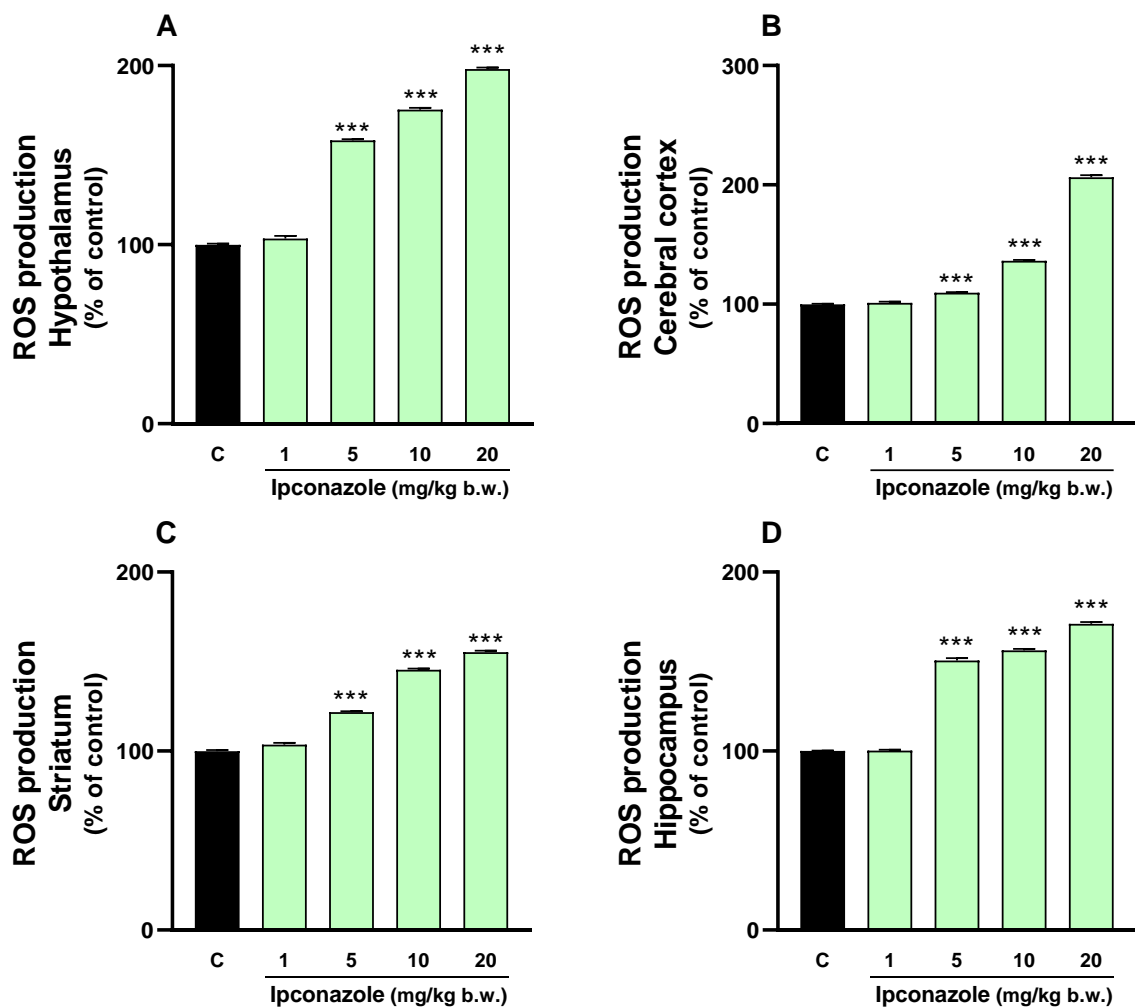 A
ROS production
Hypothalamus
(% of control)
200
100
0
***
***
***
C 1 5 10 20
Ipconazole (mg/kg b.w.)
B
ROS production
Cerebral cortex
(% of control)
300
200
100
0
***
***
***
C 1 5 10 20
Ipconazole (mg/kg b.w.)
C
ROS production
Striatum
(% of control)
200
100
0
***
***
***
C 1 5 10 20
Ipconazole (mg/kg b.w.)
D
ROS production
Hippocampus
(% of control)
200
100
0
***
***
***
C 1 5 10 20
Ipconazole (mg/kg b.w.)